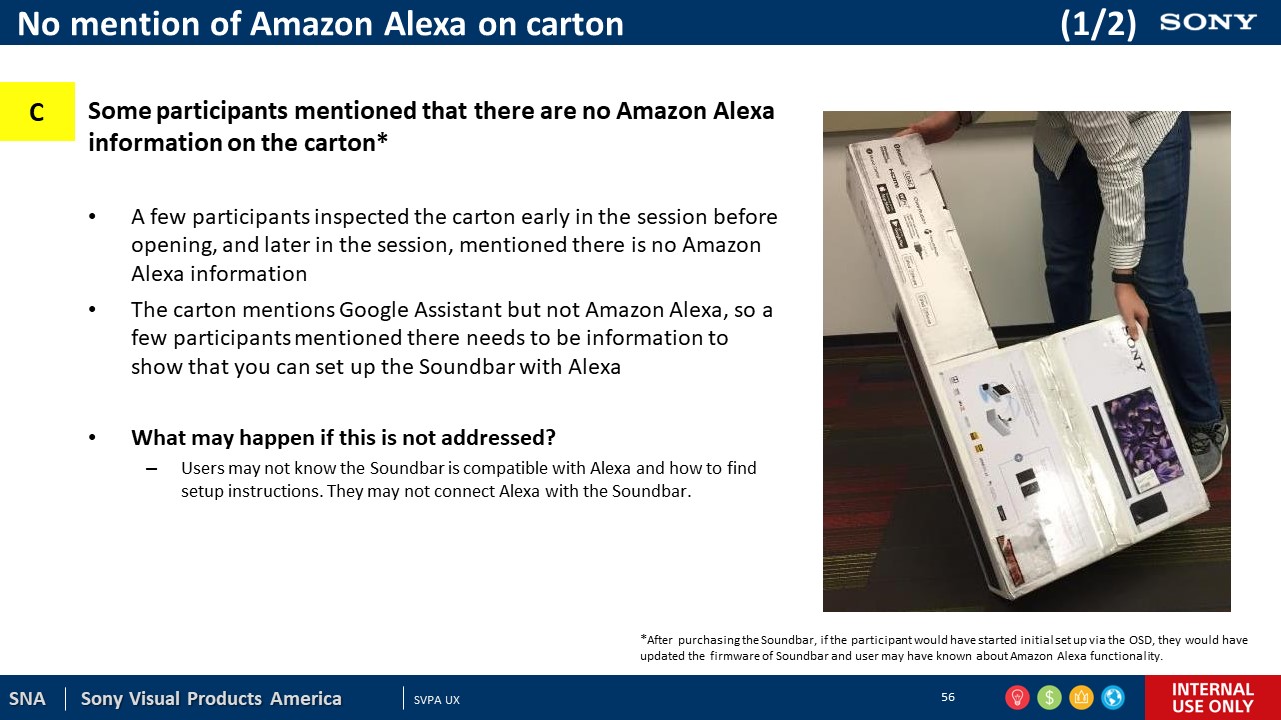 No mention of Amazon Alexa on carton
(1/2)
SONY
C
Some participants mentioned that there are no Amazon Alexa
information on the carton*
• A few participants inspected the carton early in the session before
opening, and later in the session, mentioned there is no Amazon
Alexa information
• The carton mentions Google Assistant but not Amazon Alexa, so a
few participants mentioned there needs to be information to
show that you can set up the Soundbar with Alexa
• What may happen if this is not addressed?
– Users may not know the Soundbar is compatible with Alexa and how to find
setup instructions. They may not connect Alexa with the Soundbar.
HDMI
SONY
*After purchasing the Soundbar, if the participant would have started initial set up via the OSD, they would have
updated the firmware of Soundbar and user may have known about Amazon Alexa functionality.
SNA
Sony Visual Products America
SVPA UX
56
INTERNAL
USE ONLY